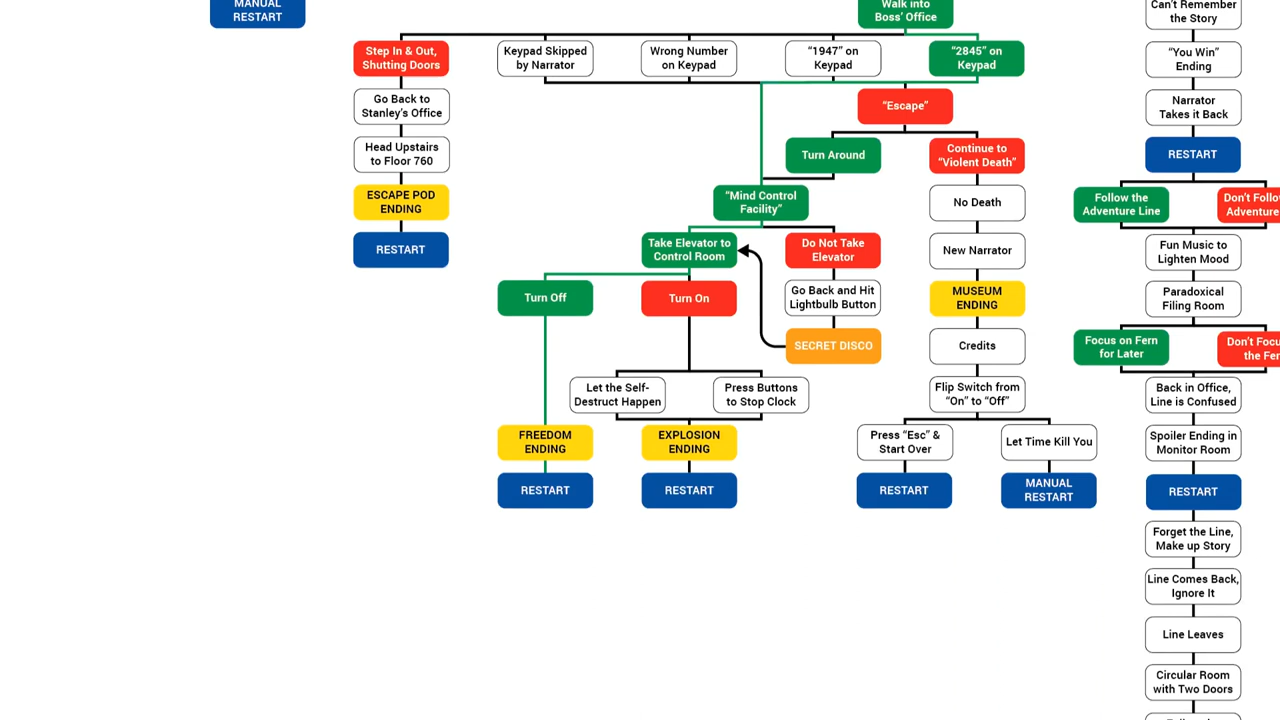 MANUAL
RESTART
Walk into
Boss' Office
Can't Remember
the Story
Step In & Out,
Shutting Doors
Keypad Skipped
by Narrator
Wrong Number
on Keypad
"1947" on
Keypad
"2845" on
Keypad
"You Win"
Ending
Go Back to
Stanley's Office
"Escape"
Narrator
Takes it Back
Head Upstairs
to Floor 760
Turn Around
Continue to
"Violent Death"
RESTART
ESCAPE POD
ENDING
"Mind Control
Facility"
No Death
Follow the
Adventure Line
Don't Follow
Adventure
RESTART
Take Elevator to
Control Room
Do Not Take
Elevator
New Narrator
Fun Music to
Lighten Mood
Turn Off
Turn On
Go Back and Hit
Lightbulb Button
MUSEUM
ENDING
Paradoxical
Filing Room
SECRET DISCO
Credits
Focus on Fern
for Later
Don't Focus
the Fern
Let the Self-
Destruct Happen
Press Buttons
to Stop Clock
Flip Switch from
"On" to "Off"
Back in Office,
Line is Confused
FREEDOM
ENDING
EXPLOSION
ENDING
Press "Esc" &
Start Over
Let Time Kill You
Spoiler Ending in
Monitor Room
RESTART
RESTART
RESTART
MANUAL
RESTART
RESTART
Forget the Line,
Make up Story
Line Comes Back,
Ignore It
Line Leaves
Circular Room
with Two Doors